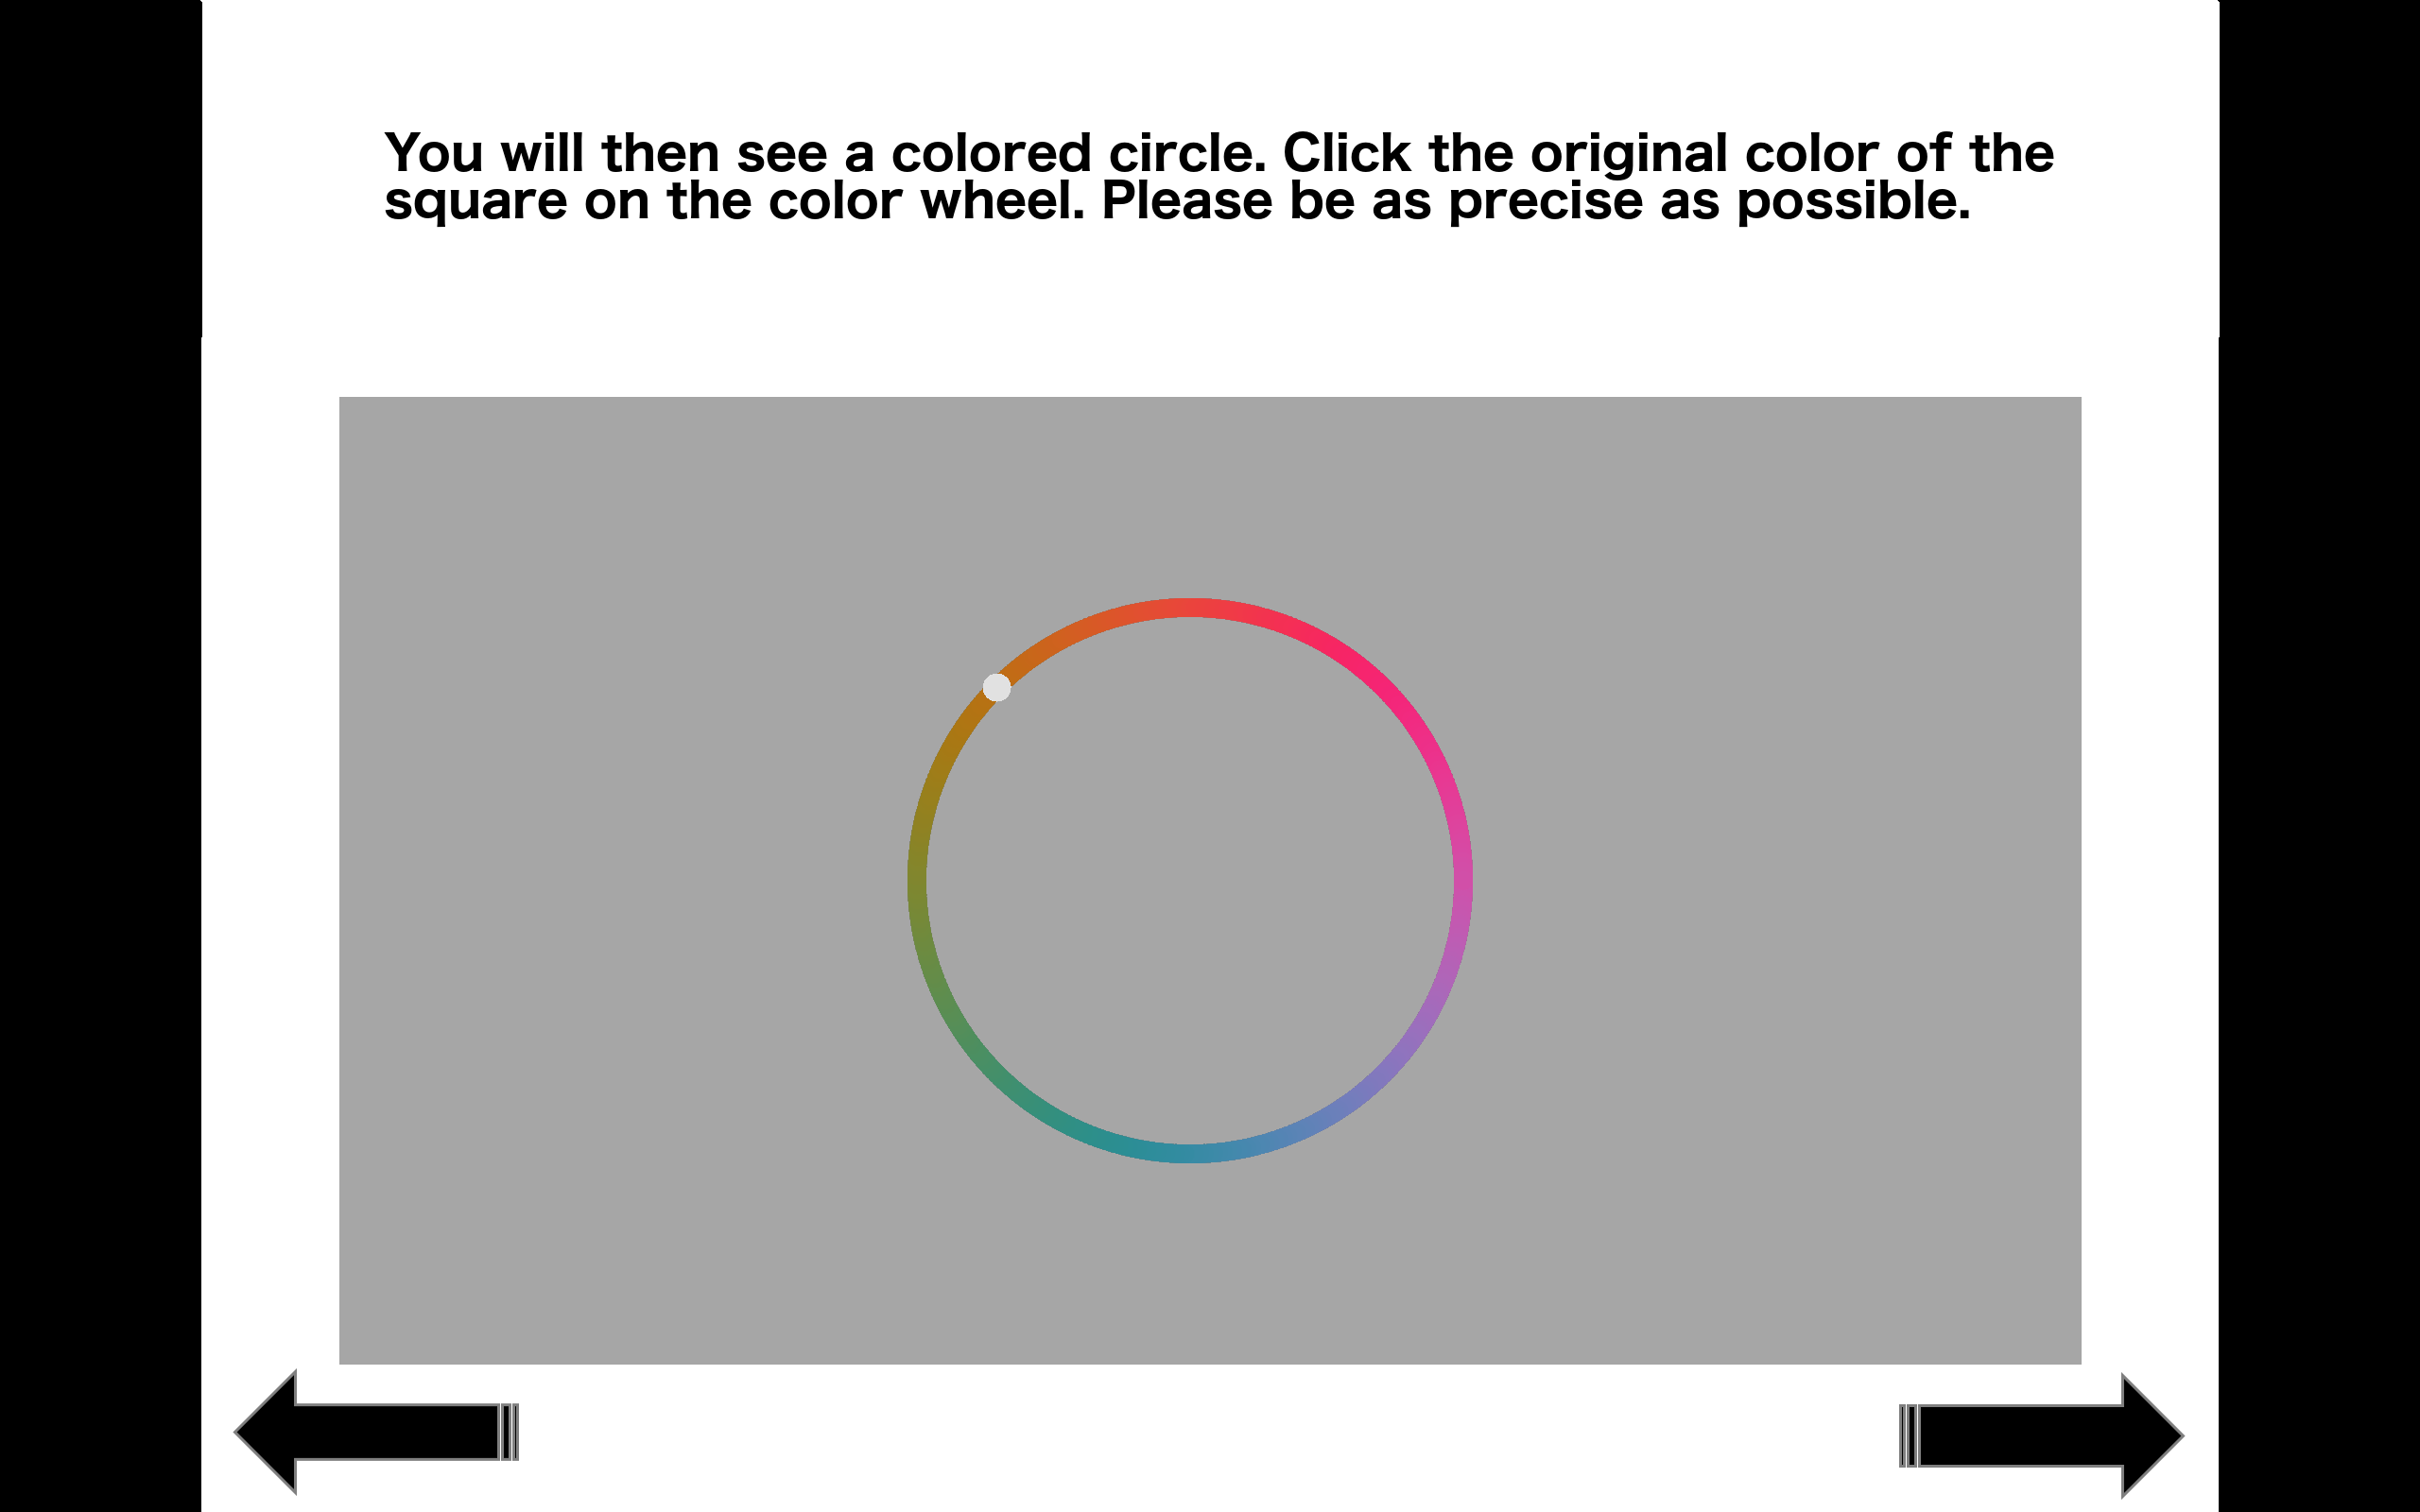 You will then see a colored circle. Click the original color of the
square on the color wheel. Please be as precise as possible.